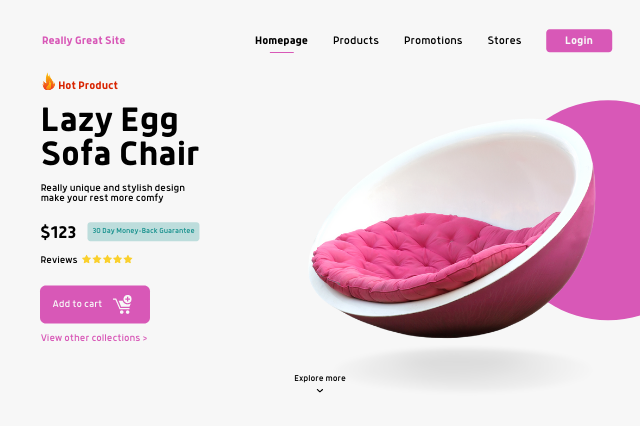 Really Great Site
Homepage
Products
Promotions
Stores
Login
Hot Product
Lazy Egg
Sofa Chair
Really unique and stylish design
make your rest more comfy
$123
30 Day Money-Back Guarantee
Reviews
Add to cart
View other collections >
Explore more